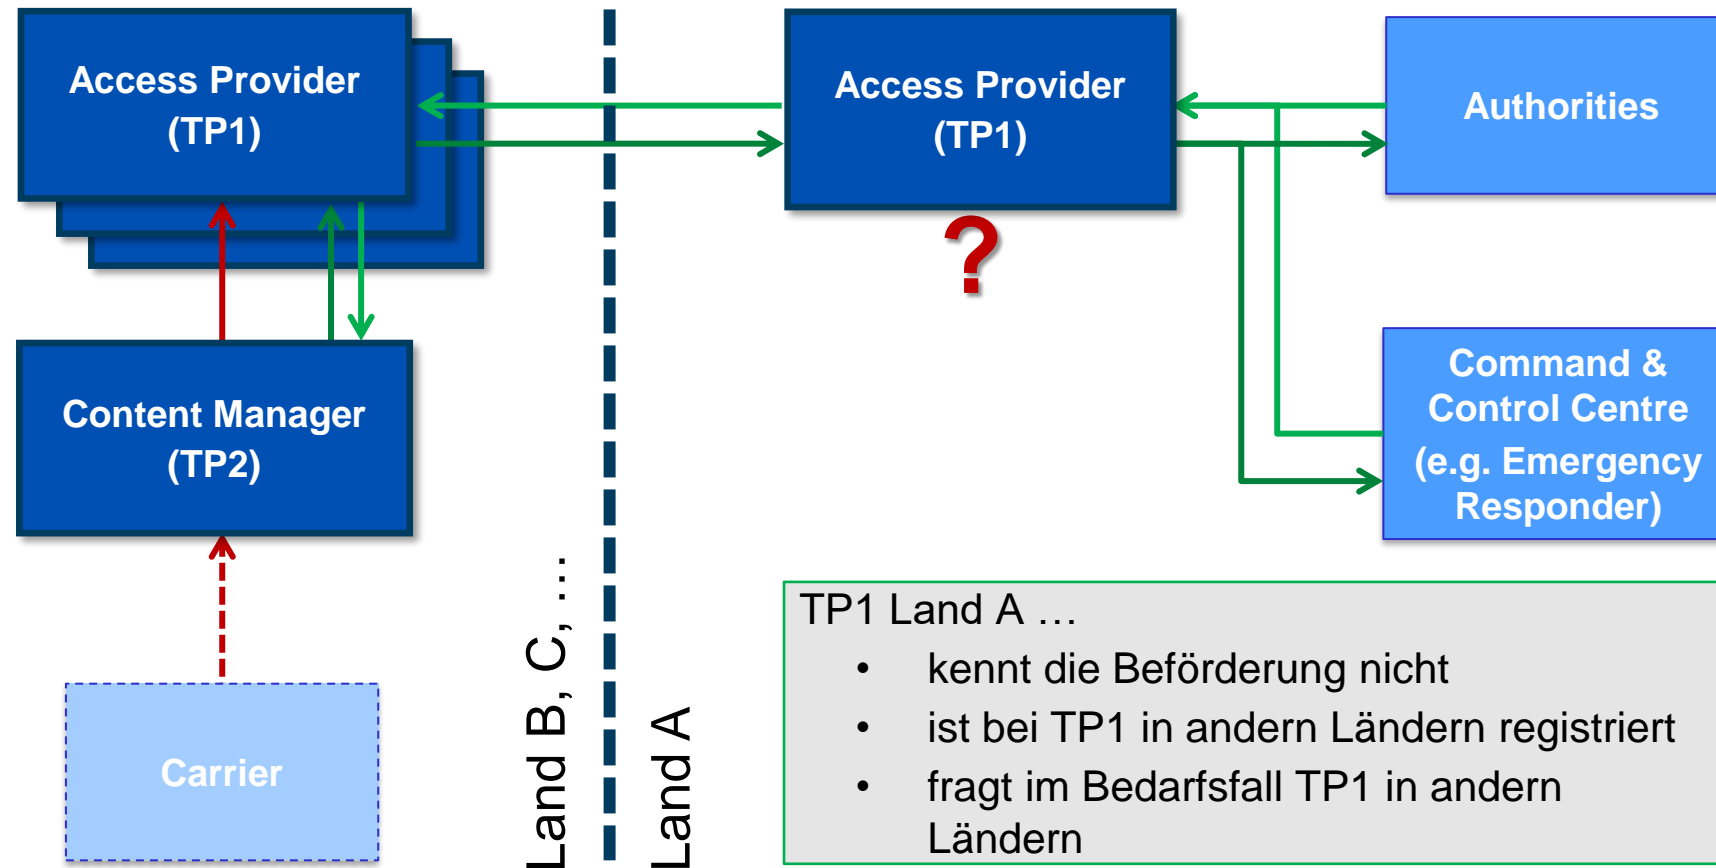 Access Provider
(TP1)
Access Provider
(TP1)
Authorities
?
Content Manager
(TP2)
Command &
Control Centre
(e.g. Emergency
Responder)
Carrier
Land B, C, …
Land A
TP1 Land A …
• kennt die Beförderung nicht
• ist bei TP1 in andern Ländern registriert
• fragt im Bedarfsfall TP1 in andern
Ländern